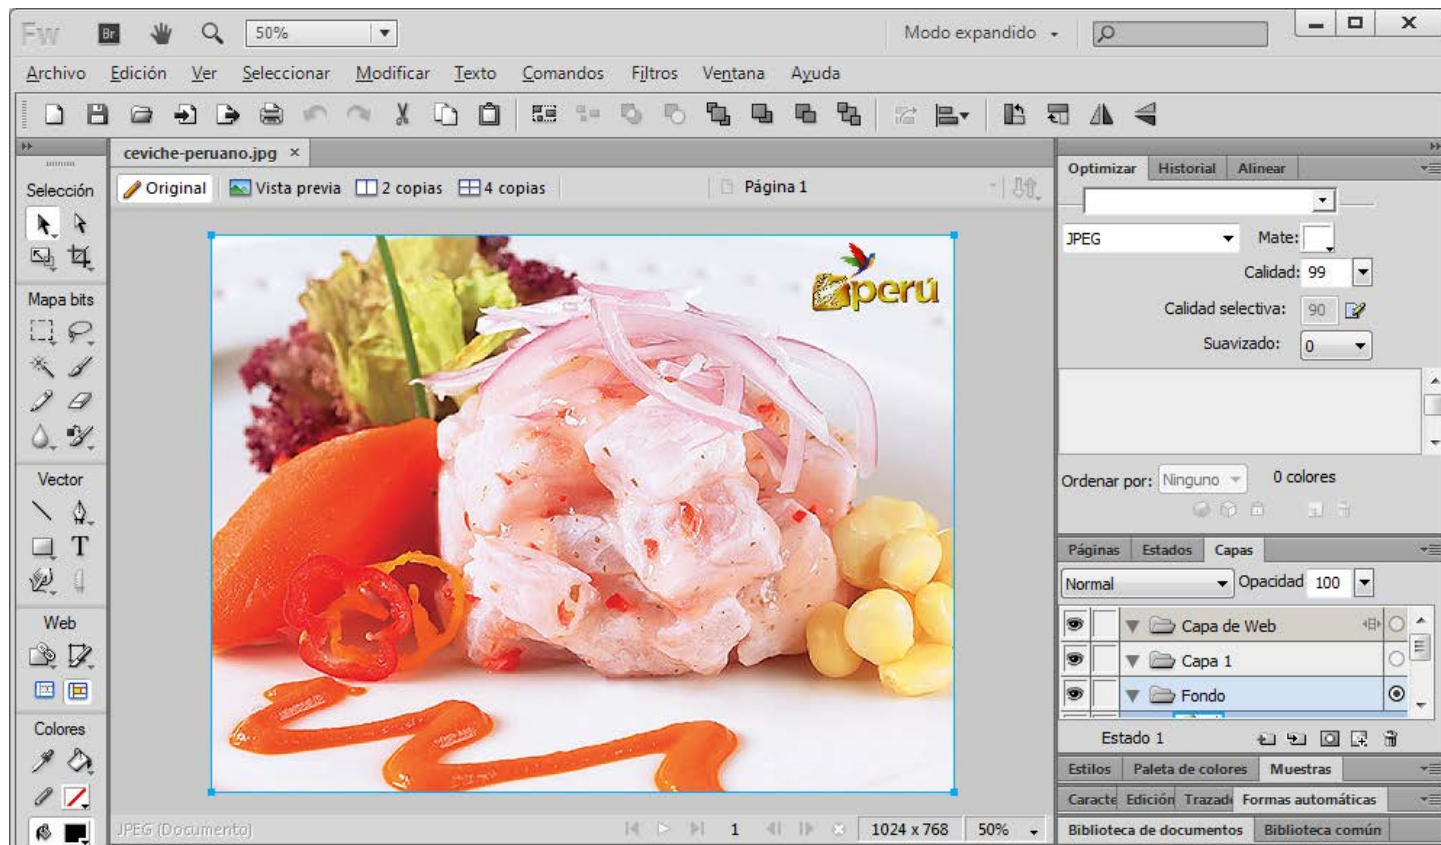 Fw Br 50% Modo expandido
Archivo Edición Ver Seleccionar Modificar Texto Comandos Filtros Ventana Ayuda
ceviche-peruano.jpg ×
Original Vista previa 2 copias 4 copias Página 1
Selección
Mapa bits
Vector
T
Web
Colores
perú
JPEG (Documento) 1 1024 x 768 50%
Optimizar Historial Alinear
JPEG Mate:
Calidad: 99
Calidad selectiva: 90
Suavizado: 0
Ordenar por: Ninguno 0 colores
Páginas Estados Capas
Normal Opacidad 100
Capa de Web
Capa 1
Fondo
Estado 1
Estilos Paleta de colores Muestras
Caracte Edición Trazad Formas automáticas
Biblioteca de documentos Biblioteca común